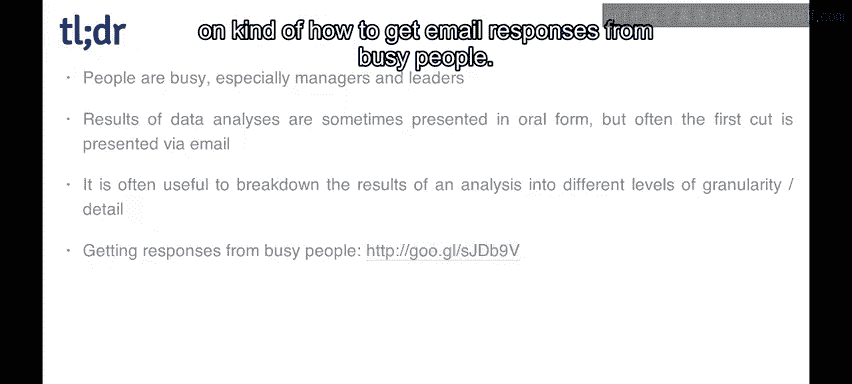 tl;dr
on kind of how to get email responses from
busy people.
· People are busy, especially managers and leaders
· Results of data analyses are sometimes presented in oral form, but often the first cut is
presented via email
· It is often useful to breakdown the results of an analysis into different levels of granularity /
detail
· Getting responses from busy people: http://goo.gl/sJDb9V